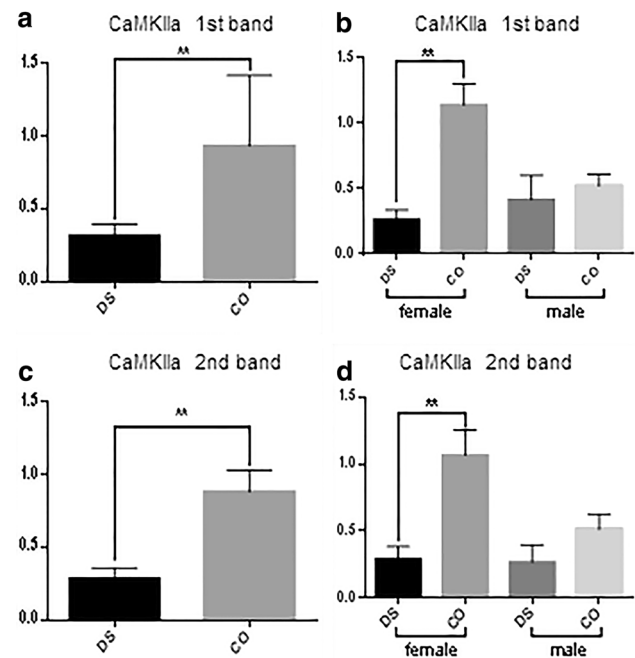 a
CaMKIIa 1st band
**
1.5
1.0
0.5
0.0
DS
CO
b
CaMKIIa 1st band
**
1.5
1.0
0.5
0.0
DS
CO
DS
CO
female
male
c
CaMKIIa 2nd band
**
1.5
1.0
0.5
0.0
DS
CO
d
CaMKIIa 2nd band
**
1.5
1.0
0.5
0.0
DS
CO
DS
CO
female
male